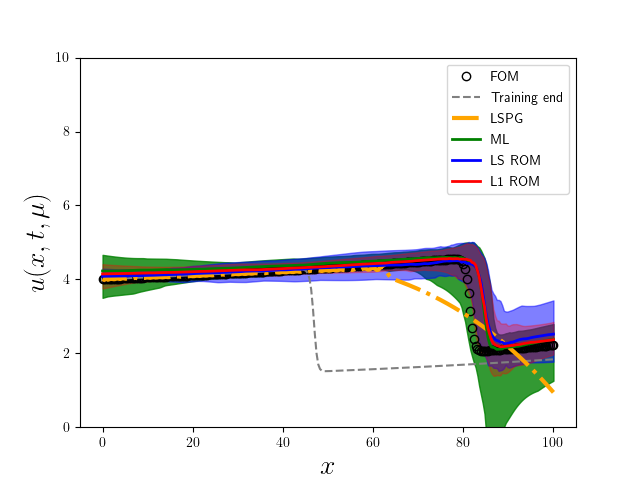 10
8
6
4
2
0
u(x, t, μ)
0 20 40 60 80 100
x
FOM
Training end
LSPG
ML
LS ROM
L1 ROM